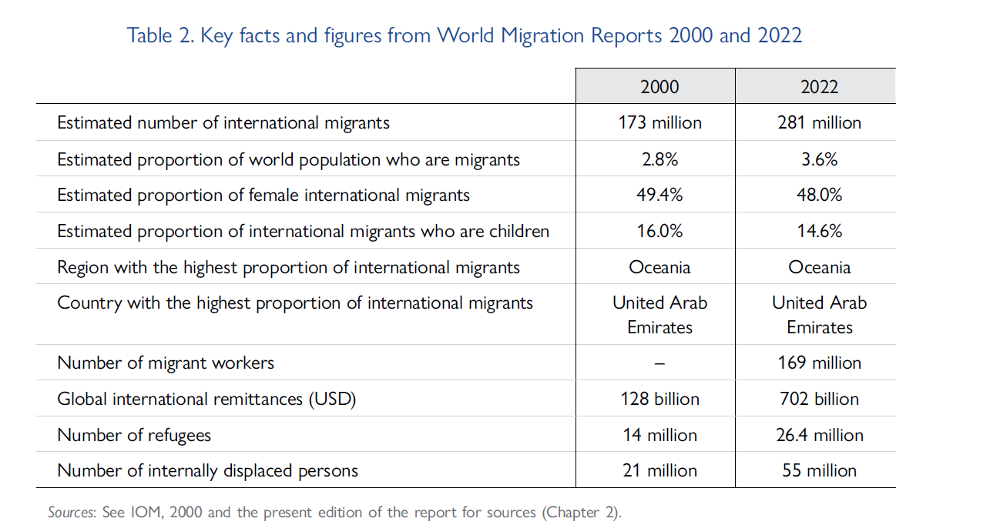 Table 2. Key facts and figures from World Migration Reports 2000 and 2022
2000 2022
Estimated number of international migrants 173 million 281 million
Estimated proportion of world population who are migrants 2.8% 3.6%
Estimated proportion of female international migrants 49.4% 48.0%
Estimated proportion of international migrants who are children 16.0% 14.6%
Region with the highest proportion of international migrants Oceania Oceania
Country with the highest proportion of international migrants United Arab United Arab
Emirates Emirates
Number of migrant workers – 169 million
Global international remittances (USD) 128 billion 702 billion
Number of refugees 14 million 26.4 million
Number of internally displaced persons 21 million 55 million
Sources: See IOM, 2000 and the present edition of the report for sources (Chapter 2).